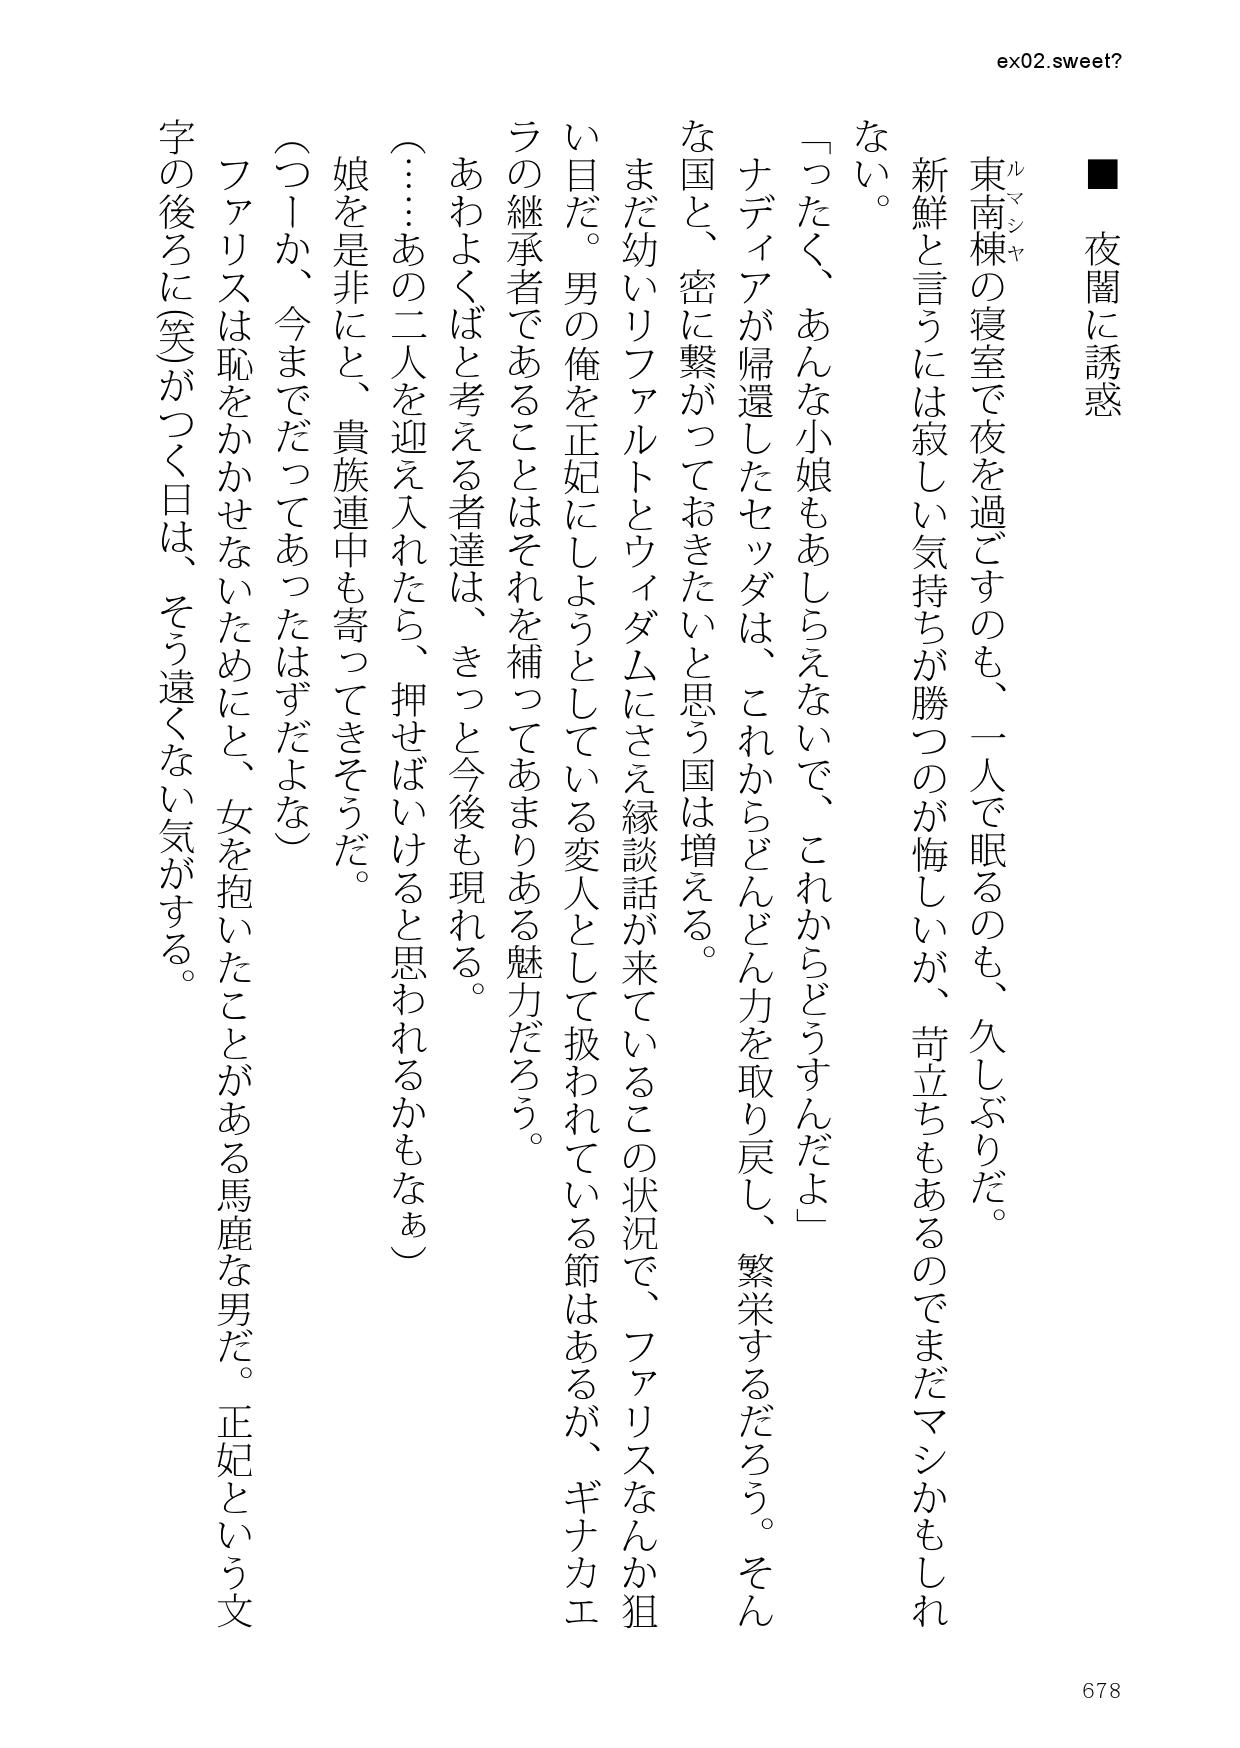 ex02.sweet?
■　夜闇に誘惑
東南棟の寝室で夜を過ごすのも、一人で眠るのも、久しぶりだ。
ルマシヤ
新鮮と言うには寂しい気持ちが勝つのが悔しいが、苛立ちもあるのでまだマシかもしれ
ない。
「ったく、あんな小娘もあしらえないで、これからどうすんだよ」
ナディアが帰還したセッダは、これからどんどん力を取り戻し、繁栄するだろう。そん
な国と、密に繋がっておきたいと思う国は増える。
まだ幼いリファルトとウィダムにさえ縁談話が来ているこの状況で、ファリスなんか狙
い目だ。男の俺を正妃にしようとしている変人として扱われている節はあるが、ギナカエ
ラの継承者であることはそれを補ってあまりある魅力だろう。
あわよくばと考える者達は、きっと今後も現れる。
（……あの二人を迎え入れたら、押せばいけると思われるかもなぁ）
娘を是非にと、貴族連中も寄ってきそうだ。
（つーか、今までだってあったはずだよな）
ファリスは恥をかかせないためにと、女を抱いたことがある馬鹿な男だ。正妃という文
字の後ろに（笑）がつく日は、そう遠くない気がする。
678